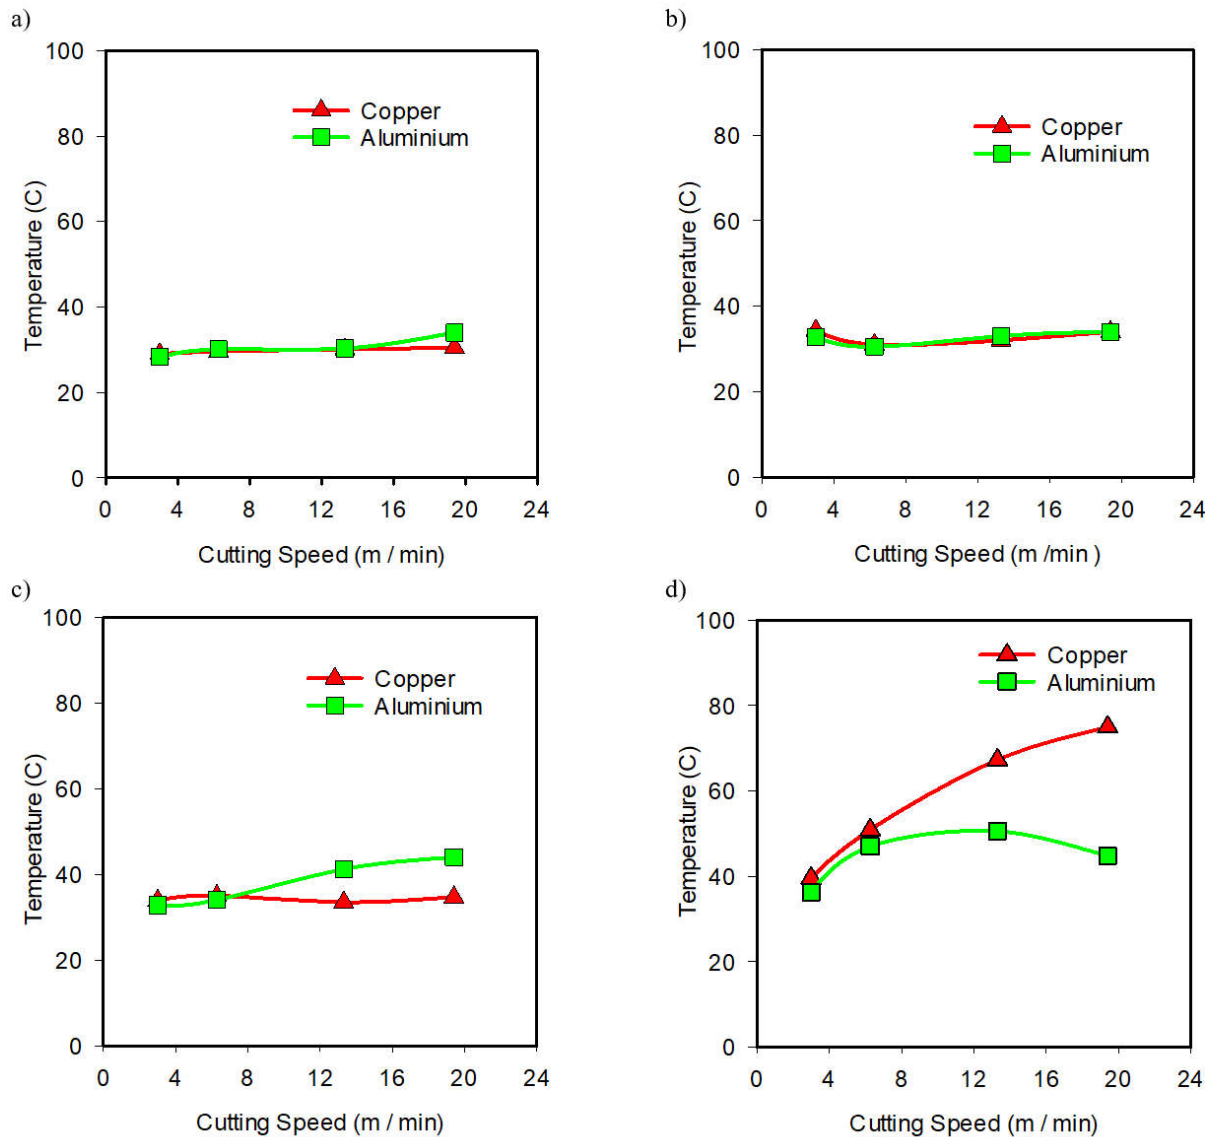 a)
100
80
60
40
20
0
Temperature (C)
Copper
Aluminium
0 4 8 12 16 20 24
Cutting Speed (m / min)
b)
100
80
60
40
20
0
Temperature (C)
Copper
Aluminium
0 4 8 12 16 20 24
Cutting Speed (m /min )
c)
100
80
60
40
20
0
Temperature (C)
Copper
Aluminium
0 4 8 12 16 20 24
Cutting Speed (m / min)
d)
100
80
60
40
20
0
Temperature (C)
Copper
Aluminium
0 4 8 12 16 20 24
Cutting Speed (m / min)